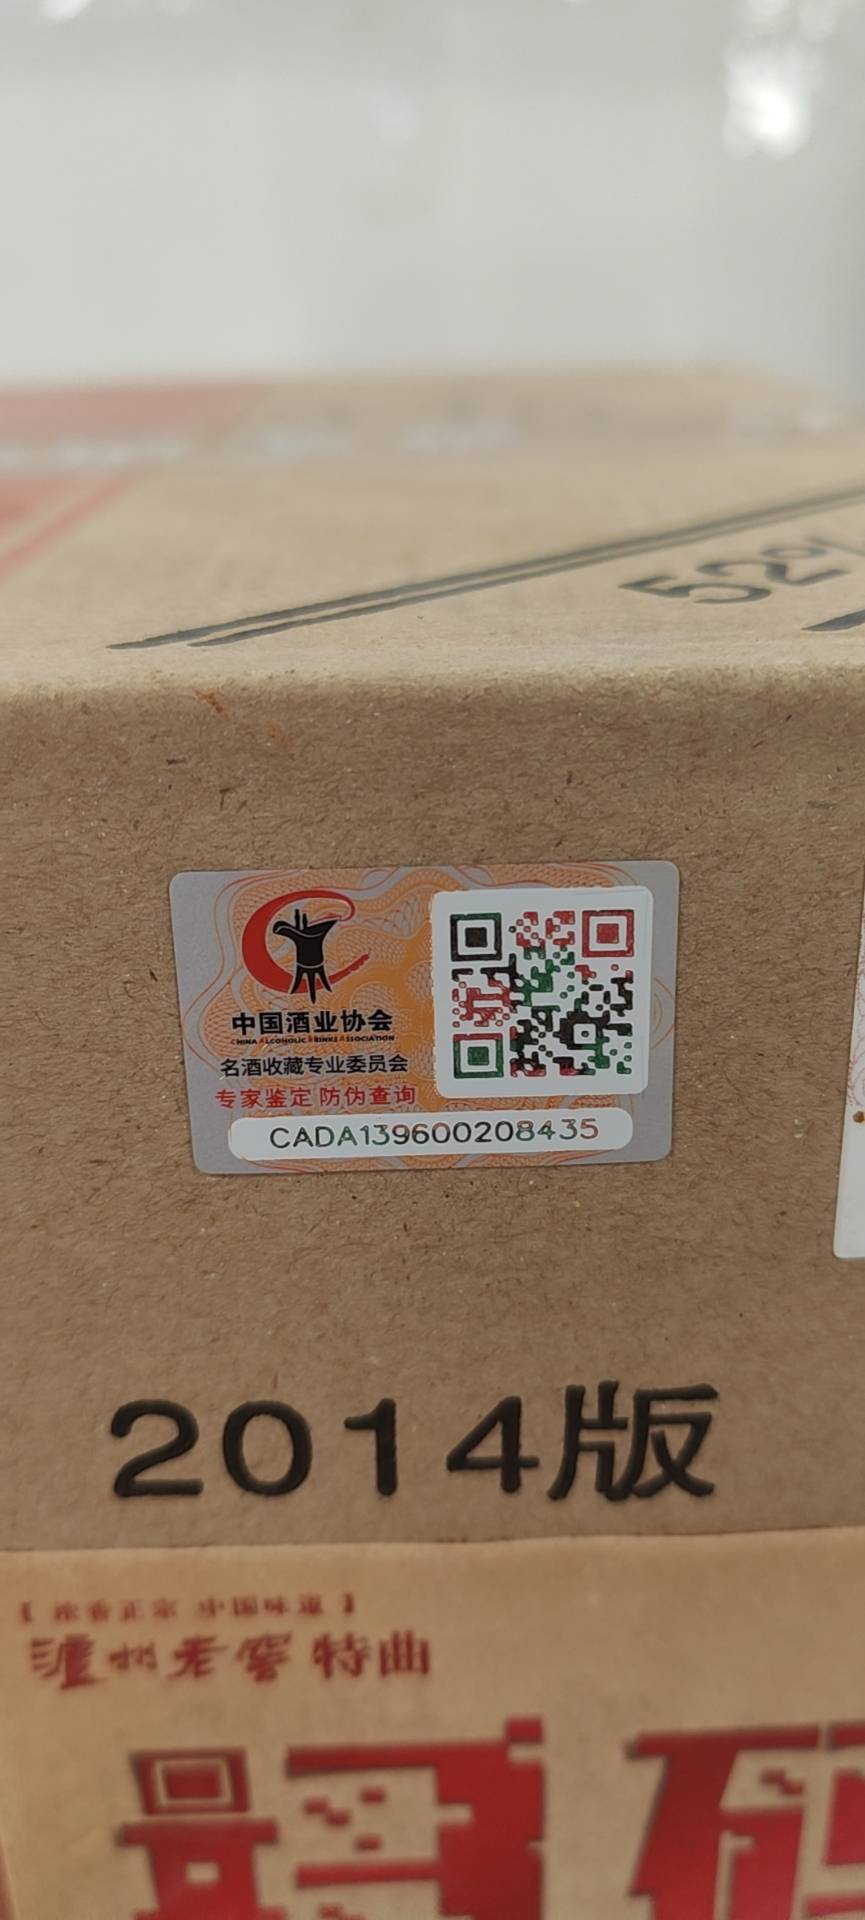 52%
中国酒业协会
CHINA ALCOHOLIC DRINKS ASSOCIATION
名酒收藏专业委员会
专家鉴定 防伪查询
CADA139600208435
2014版
【 浓香正宗 中国味道 】
泸州老窖 特曲